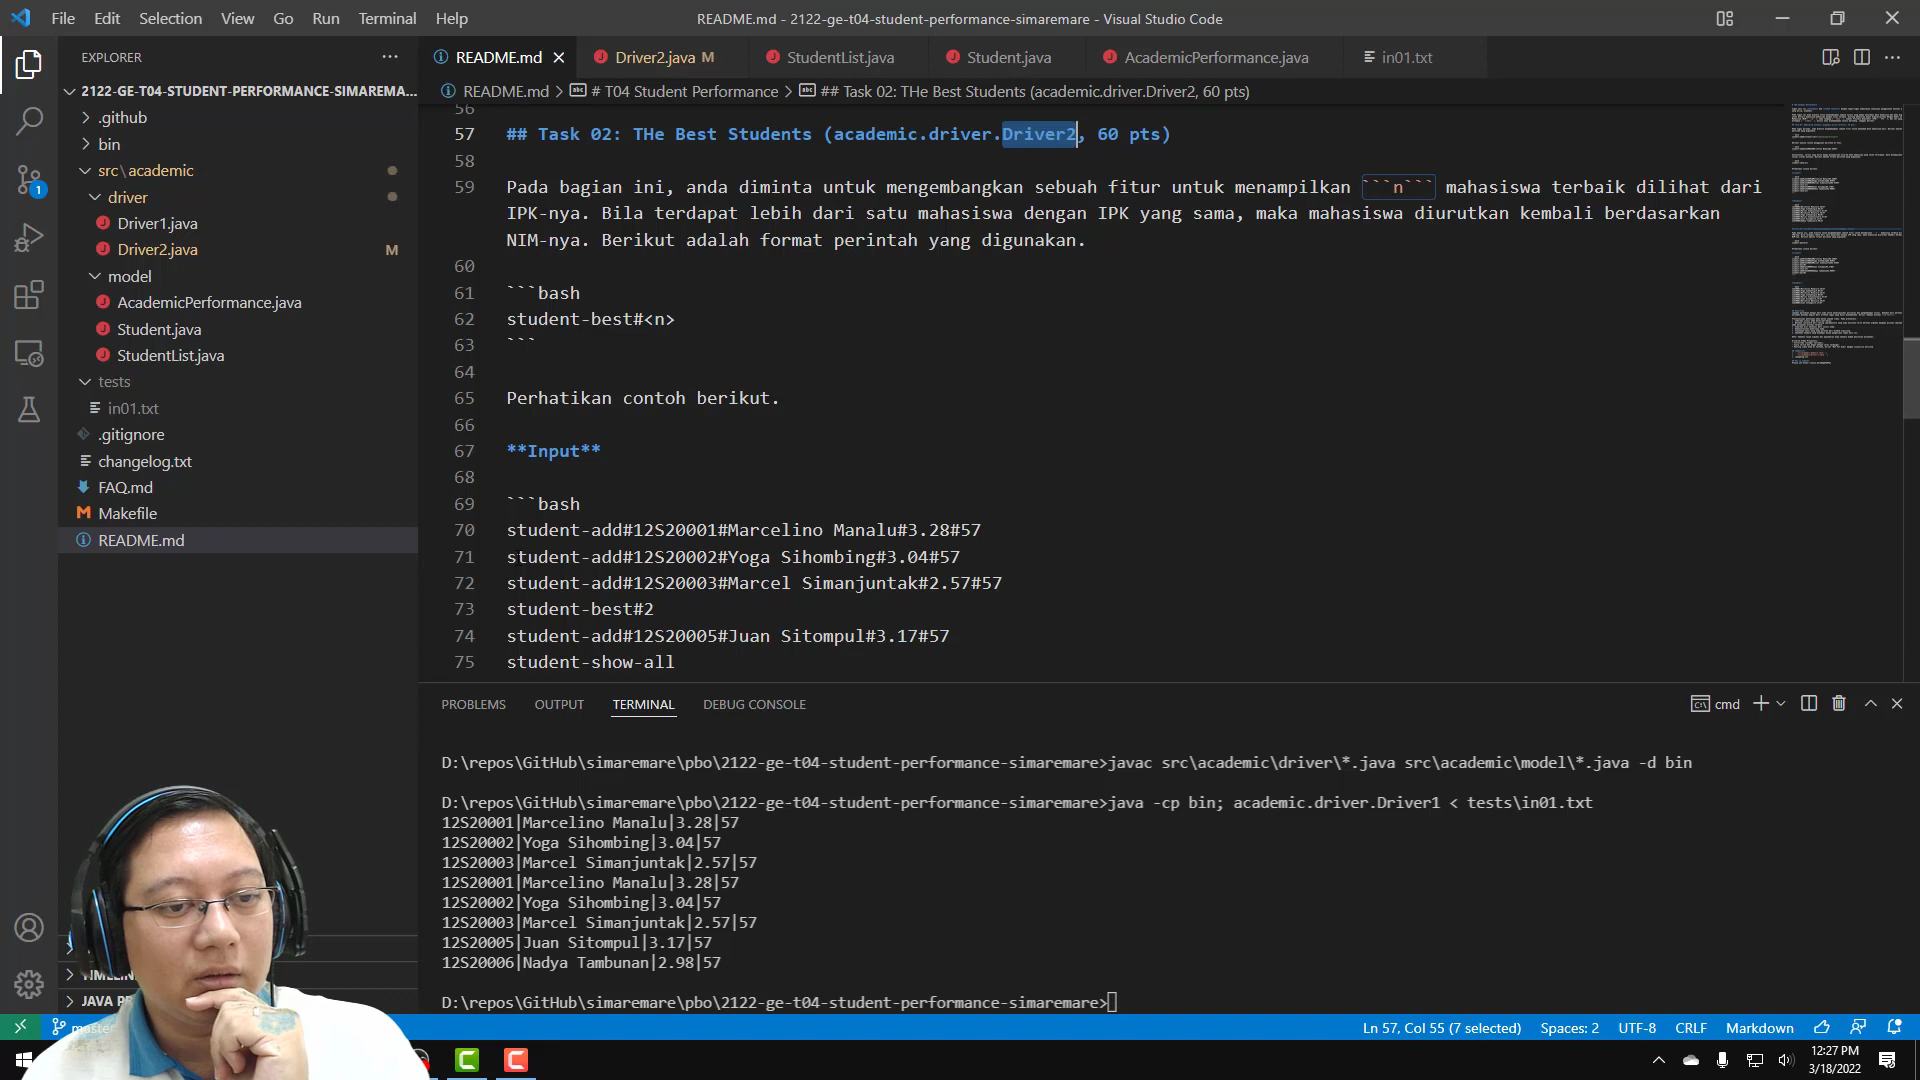 File Edit Selection View Go Run Terminal Help
README.md - 2122-ge-t04-student-performance-simaremare - Visual Studio Code
EXPLORER
README.md
Driver2.java M
StudentList.java
Student.java
AcademicPerformance.java
in01.txt
2122-GE-T04-STUDENT-PERFORMANCE-SIMAREMA...
README.md > # T04 Student Performance > ## Task 02: THe Best Students (academic.driver.Driver2, 60 pts)
.github
bin
src\academic
driver
Driver1.java
Driver2.java M
model
AcademicPerformance.java
Student.java
StudentList.java
tests
in01.txt
.gitignore
changelog.txt
FAQ.md
Makefile
README.md
1
56
57 ## Task 02: THe Best Students (academic.driver.Driver2, 60 pts)
58
59 Pada bagian ini, anda diminta untuk mengembangkan sebuah fitur untuk menampilkan ```n``` mahasiswa terbaik dilihat dari
IPK-nya. Bila terdapat lebih dari satu mahasiswa dengan IPK yang sama, maka mahasiswa diurutkan kembali berdasarkan
NIM-nya. Berikut adalah format perintah yang digunakan.
60
61 ```bash
62 student-best#<n>
63 ```
64
65 Perhatikan contoh berikut.
66
67 **Input**
68
69 ```bash
70 student-add#12S20001#Marcelino Manalu#3.28#57
71 student-add#12S20002#Yoga Sihombing#3.04#57
72 student-add#12S20003#Marcel Simanjuntak#2.57#57
73 student-best#2
74 student-add#12S20005#Juan Sitompul#3.17#57
75 student-show-all
PROBLEMS OUTPUT TERMINAL DEBUG CONSOLE
cmd
D:\repos\GitHub\simaremare\pbo\2122-ge-t04-student-performance-simaremare>javac src\academic\driver\*.java src\academic\model\*.java -d bin
D:\repos\GitHub\simaremare\pbo\2122-ge-t04-student-performance-simaremare>java -cp bin; academic.driver.Driver1 < tests\in01.txt
12S20001|Marcelino Manalu|3.28|57
12S20002|Yoga Sihombing|3.04|57
12S20003|Marcel Simanjuntak|2.57|57
12S20001|Marcelino Manalu|3.28|57
12S20002|Yoga Sihombing|3.04|57
12S20003|Marcel Simanjuntak|2.57|57
12S20005|Juan Sitompul|3.17|57
12S20006|Nadya Tambunan|2.98|57
D:\repos\GitHub\simaremare\pbo\2122-ge-t04-student-performance-simaremare>
TIMELIN
JAVA PR
master
Ln 57, Col 55 (7 selected) Spaces: 2 UTF-8 CRLF Markdown
12:27 PM
3/18/2022